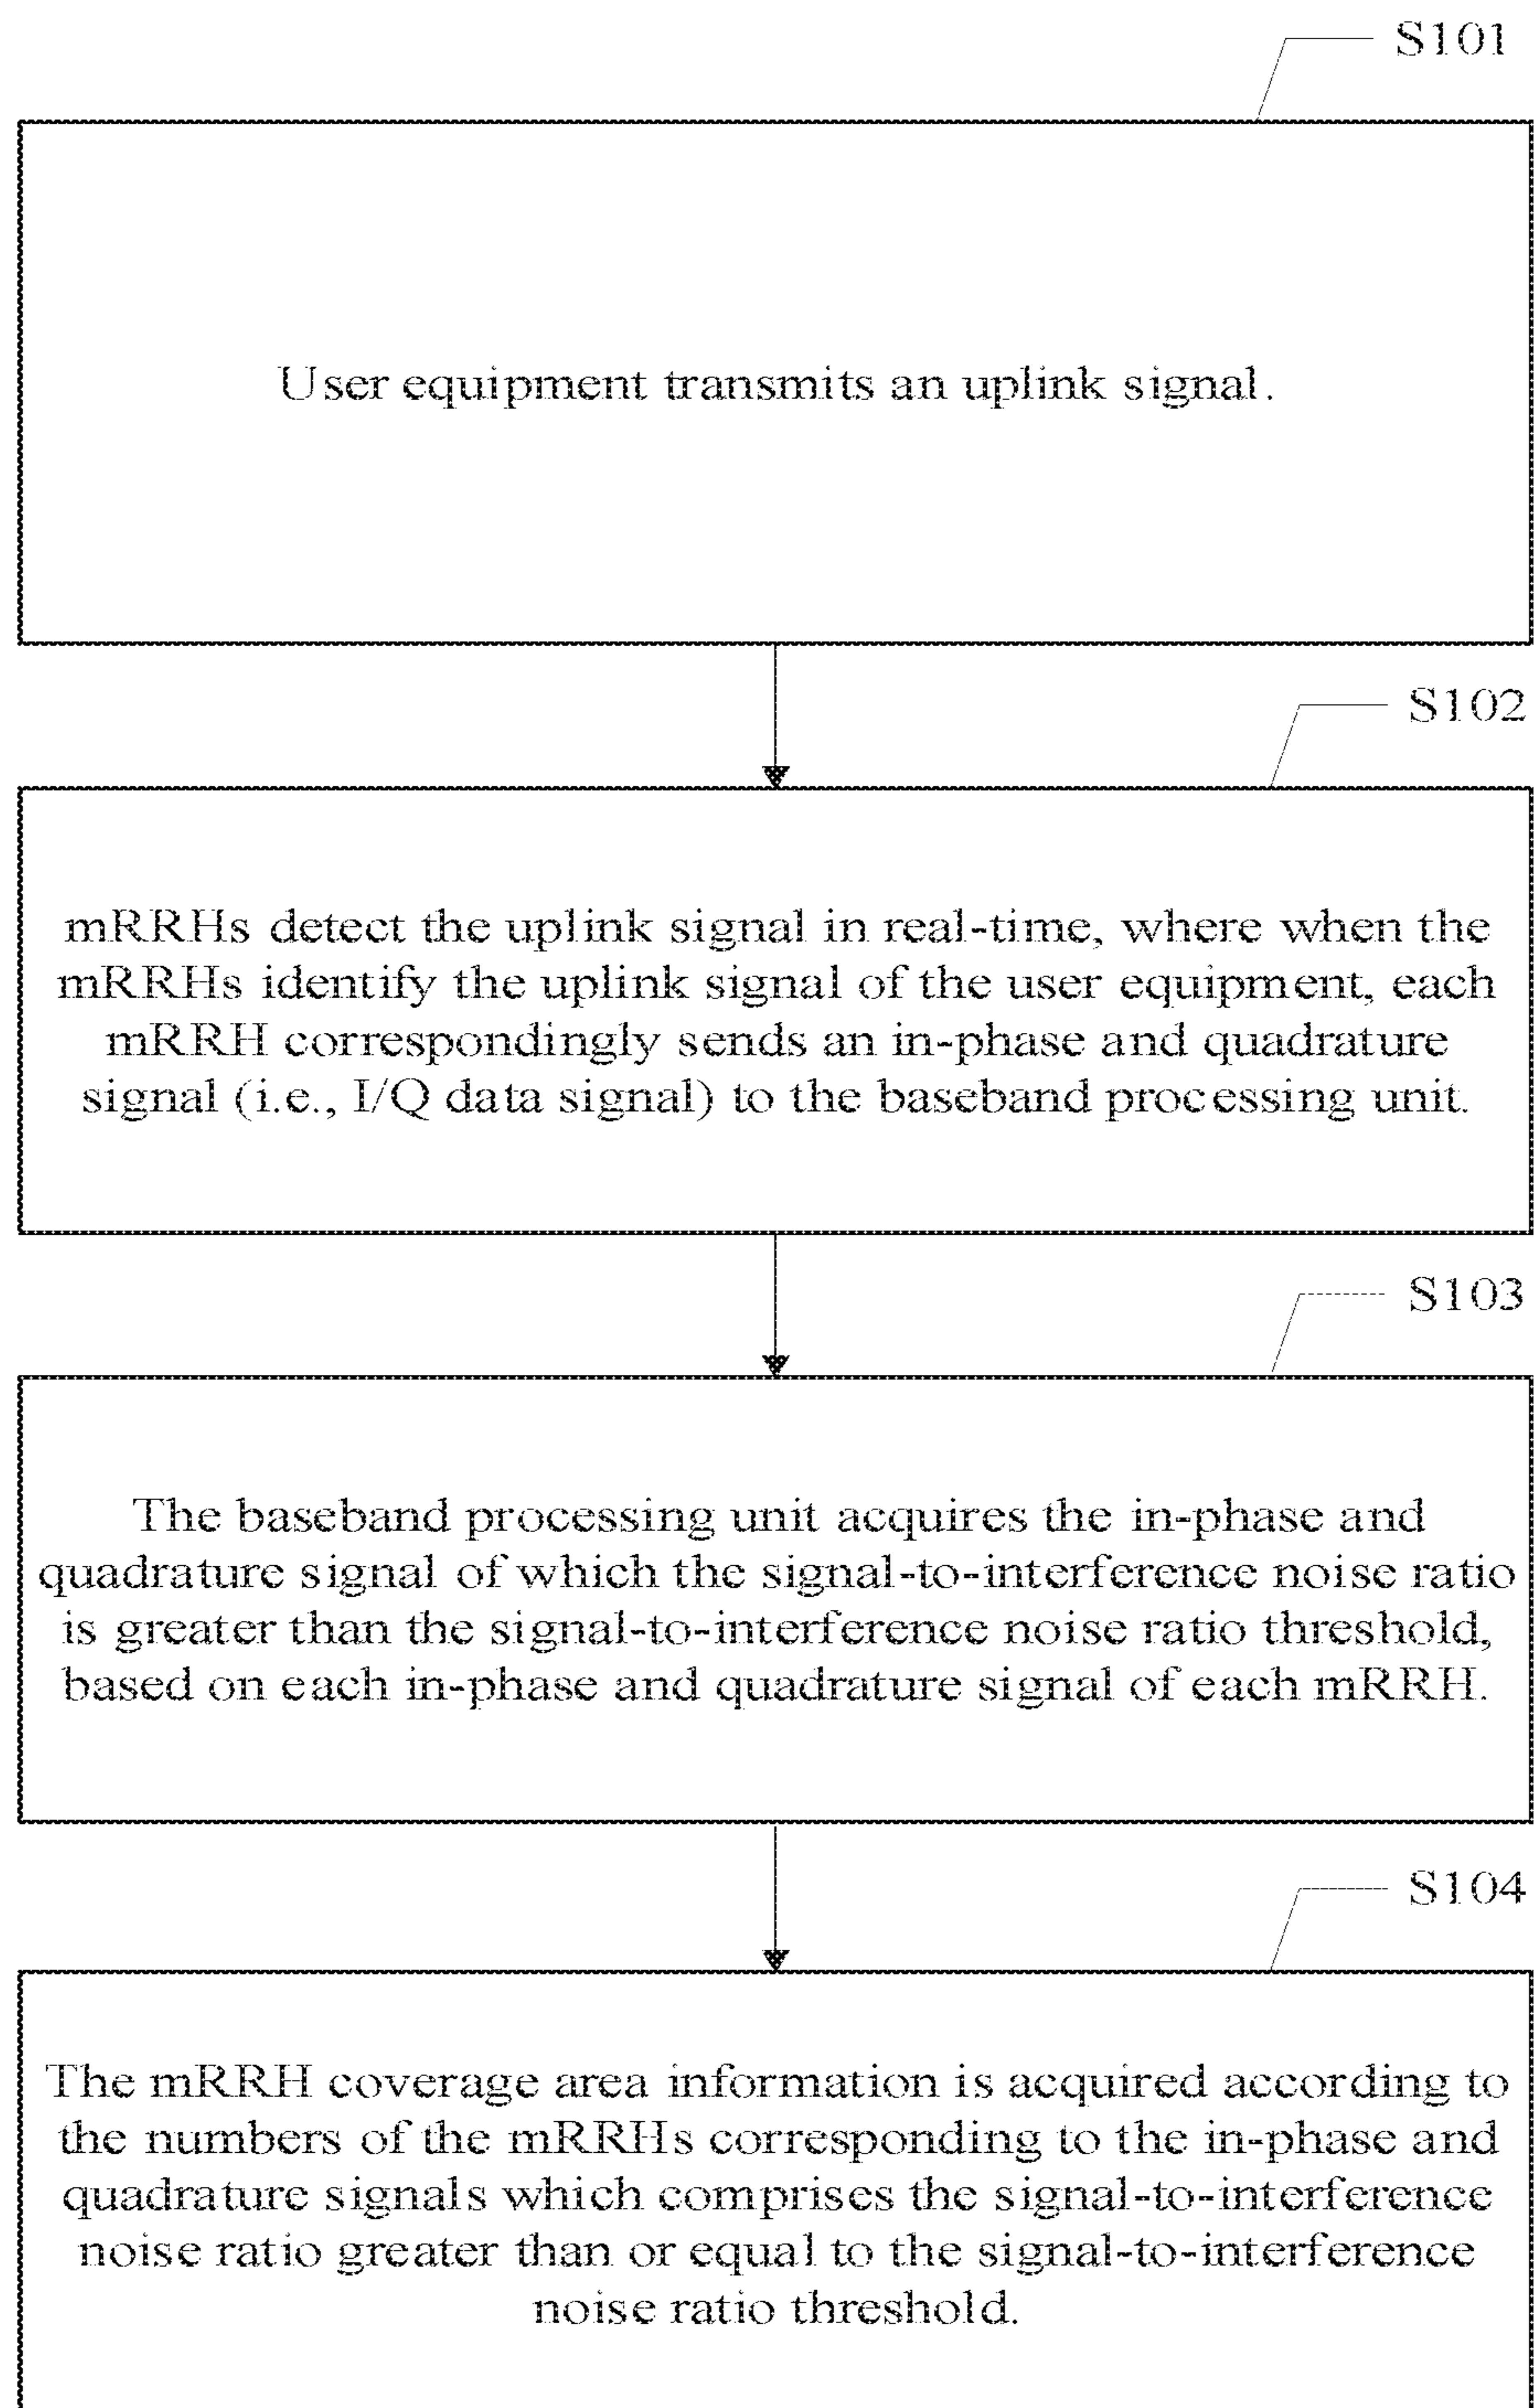 S101
User equipment transmits an uplink signal.
S102
mRRHs detect the uplink signal in real-time, where when the
mRRHs identify the uplink signal of the user equipment, each
mRRH correspondingly sends an in-phase and quadrature
signal (i.e., I/Q data signal) to the baseband processing unit.
S103
The baseband processing unit acquires the in-phase and
quadrature signal of which the signal-to-interference noise ratio
is greater than the signal-to-interference noise ratio threshold,
based on each in-phase and quadrature signal of each mRRH.
S104
The mRRH coverage area information is acquired according to
the numbers of the mRRHs corresponding to the in-phase and
quadrature signals which comprises the signal-to-interference
noise ratio greater than or equal to the signal-to-interference
noise ratio threshold.